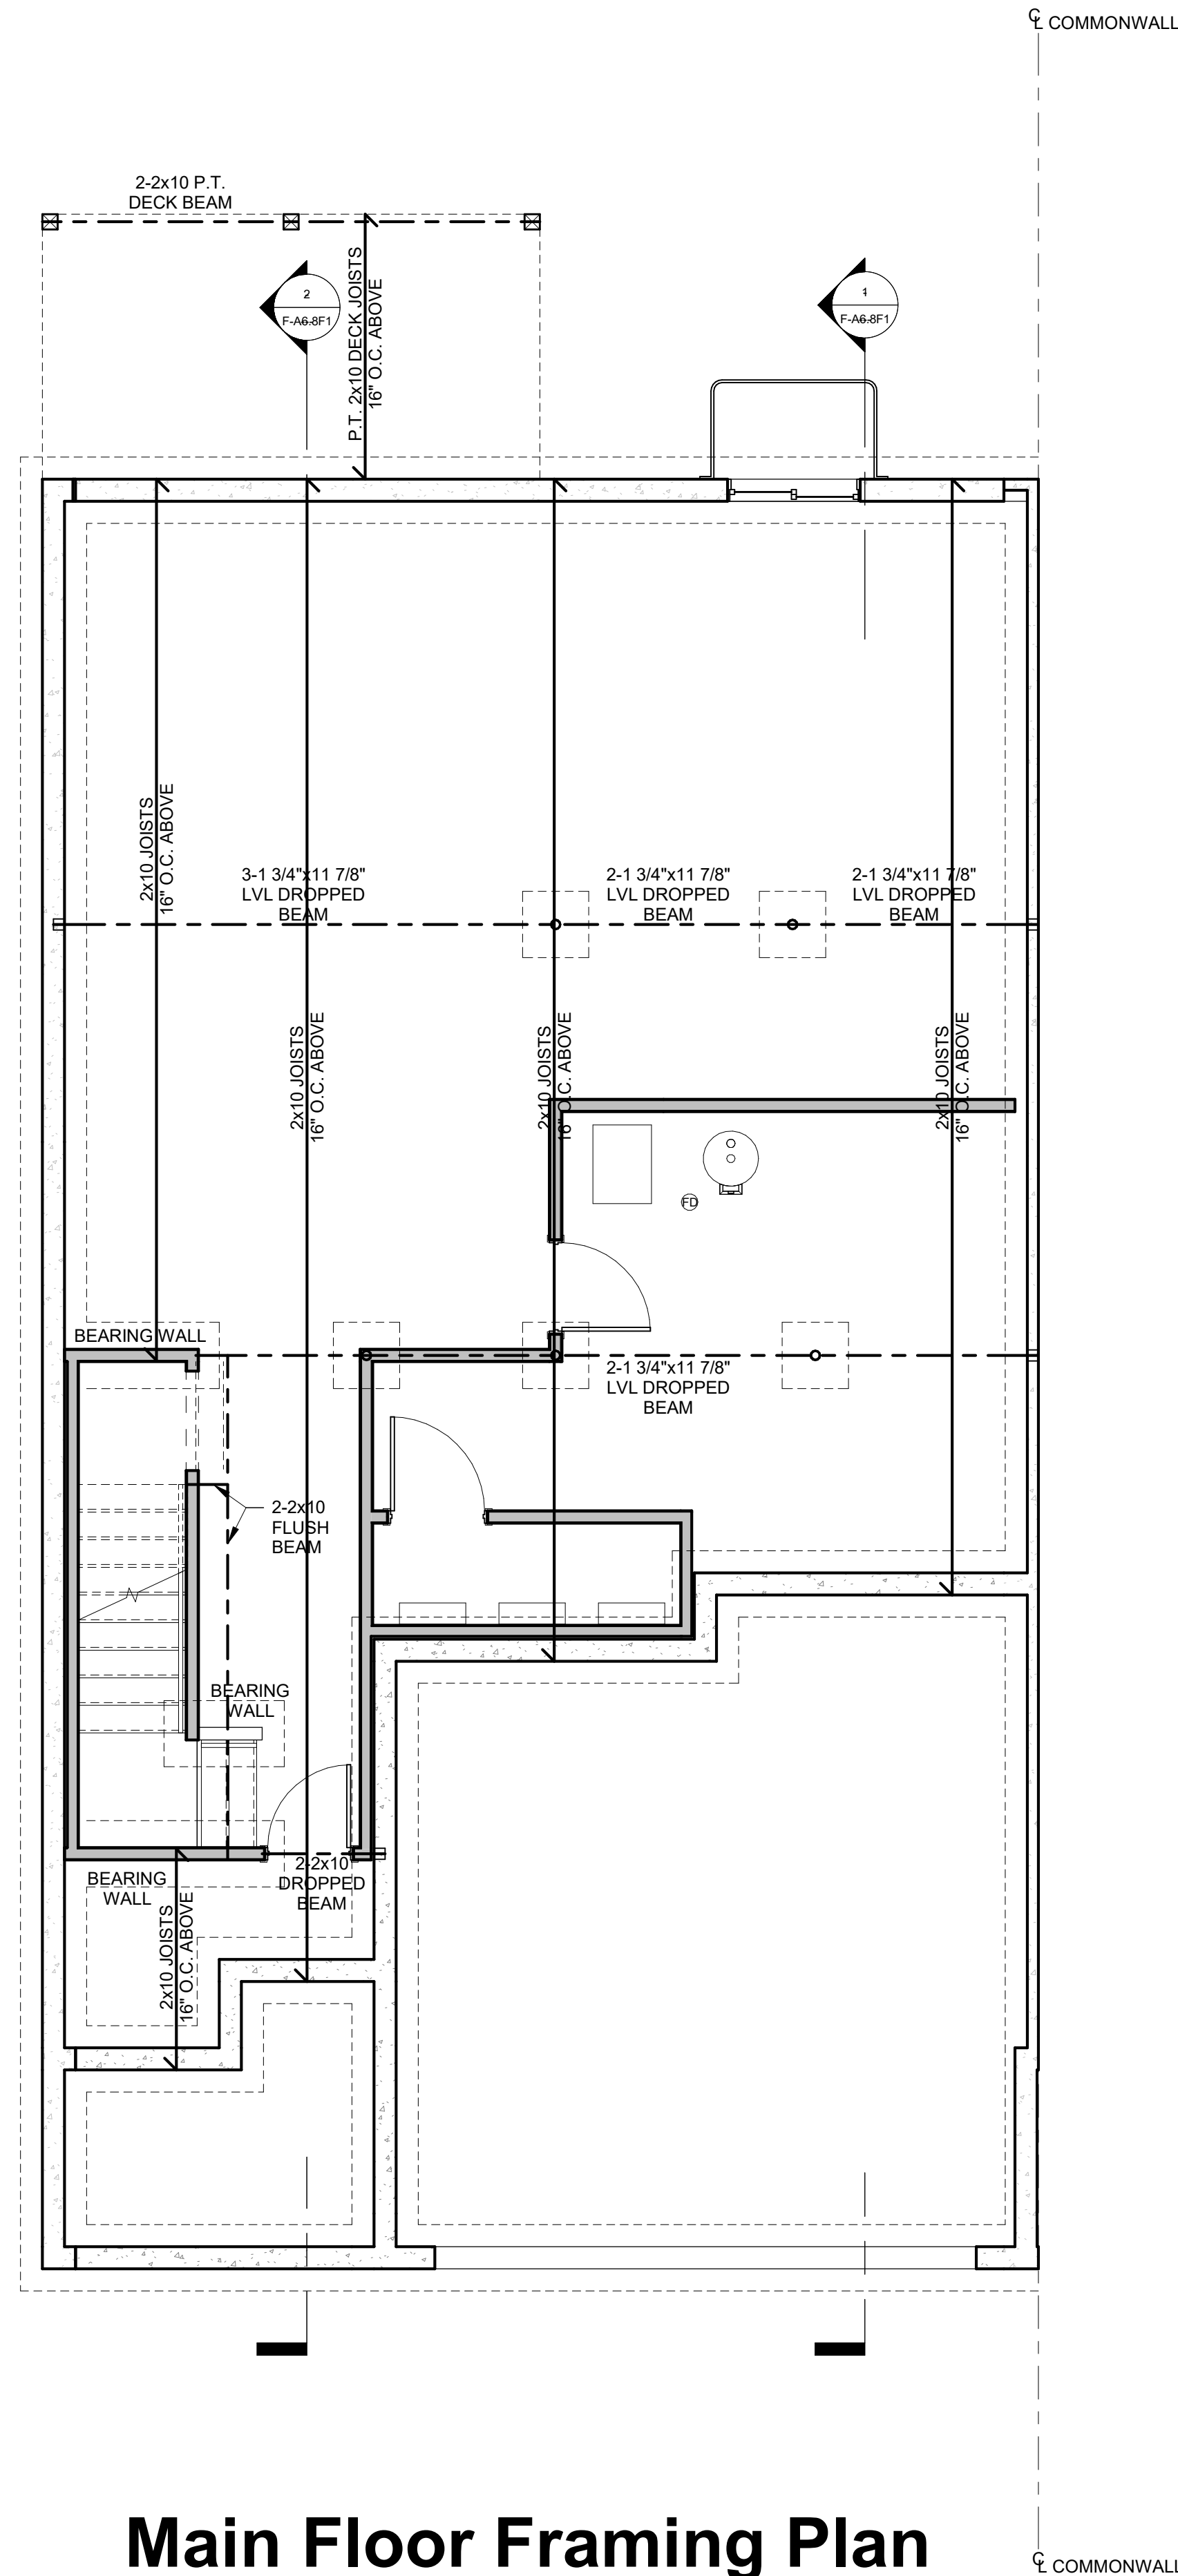 ℄ COMMONWALL
2-2x10 P.T.
DECK BEAM
P.T. 2x10 DECK JOISTS
16" O.C. ABOVE
2
F-A6.8F1
1
F-A6.8F1
2x10 JOISTS
16" O.C. ABOVE
3-1 3/4"x11 7/8"
LVL DROPPED
BEAM
2-1 3/4"x11 7/8"
LVL DROPPED
BEAM
2-1 3/4"x11 7/8"
LVL DROPPED
BEAM
2x10 JOISTS
16" O.C. ABOVE
2x10 JOISTS
16" O.C. ABOVE
2x10 JOISTS
16" O.C. ABOVE
FD
BEARING WALL
2-1 3/4"x11 7/8"
LVL DROPPED
BEAM
2-2x10
FLUSH
BEAM
BEARING
WALL
2-2x10
DROPPED
BEAM
BEARING
WALL
2x10 JOISTS
16" O.C. ABOVE
Main Floor Framing Plan
℄ COMMONWALL